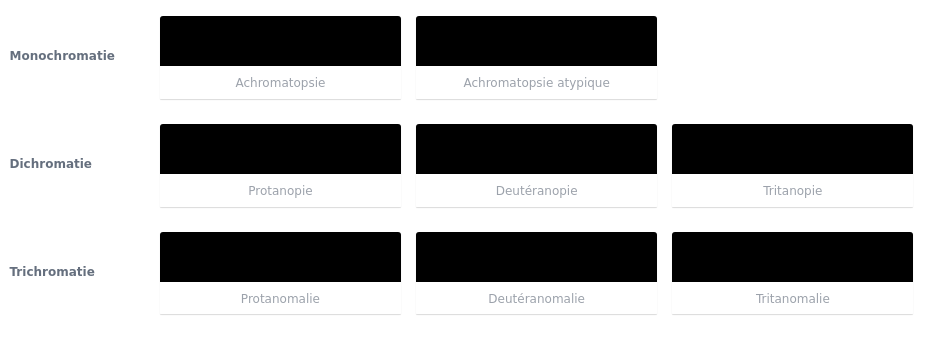 Monochromatie
Achromatopsie
Achromatopsie atypique
Dichromatie
Protanopie
Deutéranopie
Tritanopie
Trichromatie
Protanomalie
Deutéranomalie
Tritanomalie